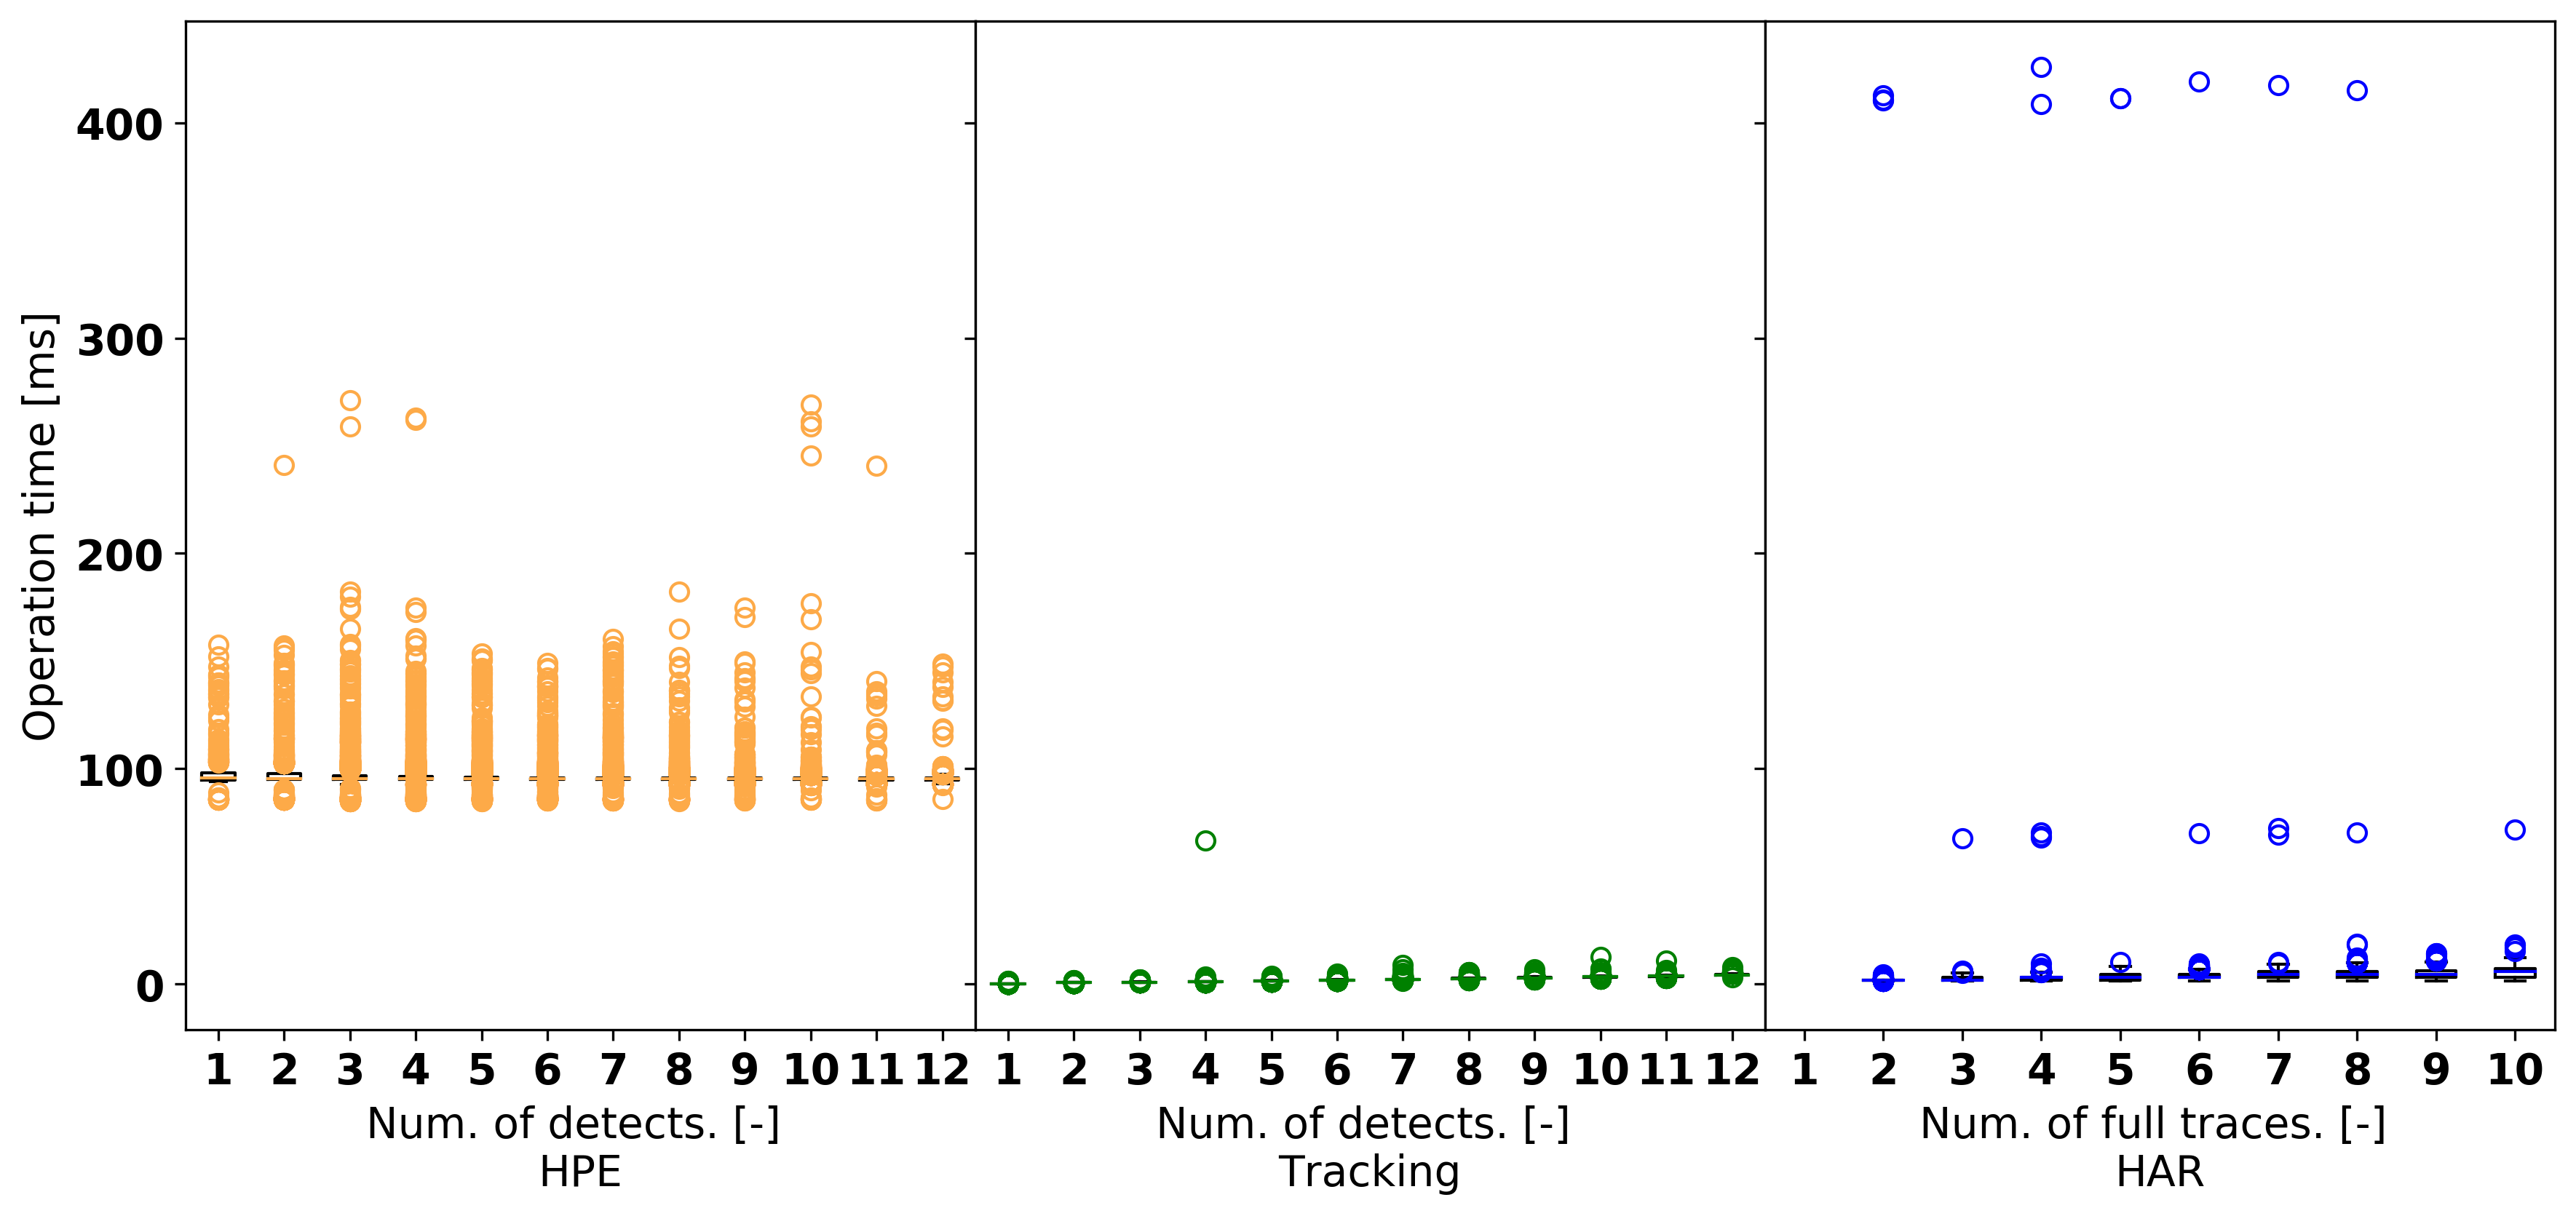 Operation time [ms]
400
300
200
100
0
1 2 3 4 5 6 7 8 9 10 11 12
Num. of detects. [-]
HPE
1 2 3 4 5 6 7 8 9 10 11 12
Num. of detects. [-]
Tracking
1 2 3 4 5 6 7 8 9 10
Num. of full traces. [-]
HAR